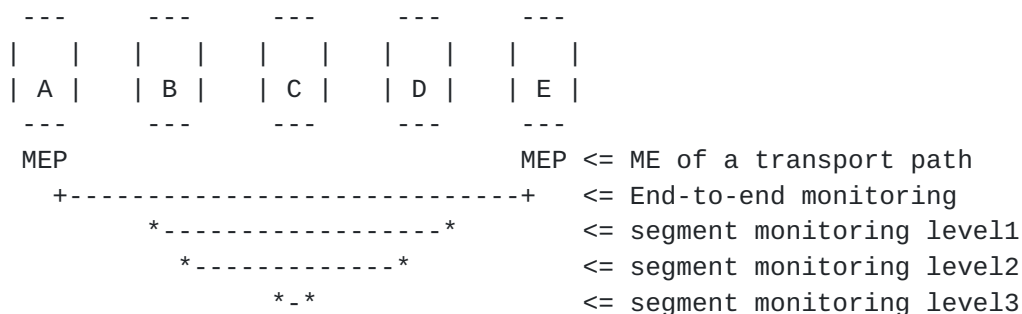 ---     ---     ---     ---     ---
|   |   |   |   |   |   |   |   |   |
| A |   | B |   | C |   | D |   | E |
 ---     ---     ---     ---     ---
 MEP                             MEP <= ME of a transport path
   +-----------------------------+   <= End-to-end monitoring
         *------------------*        <= segment monitoring level1
           *-------------*           <= segment monitoring level2
                 *-*                 <= segment monitoring level3